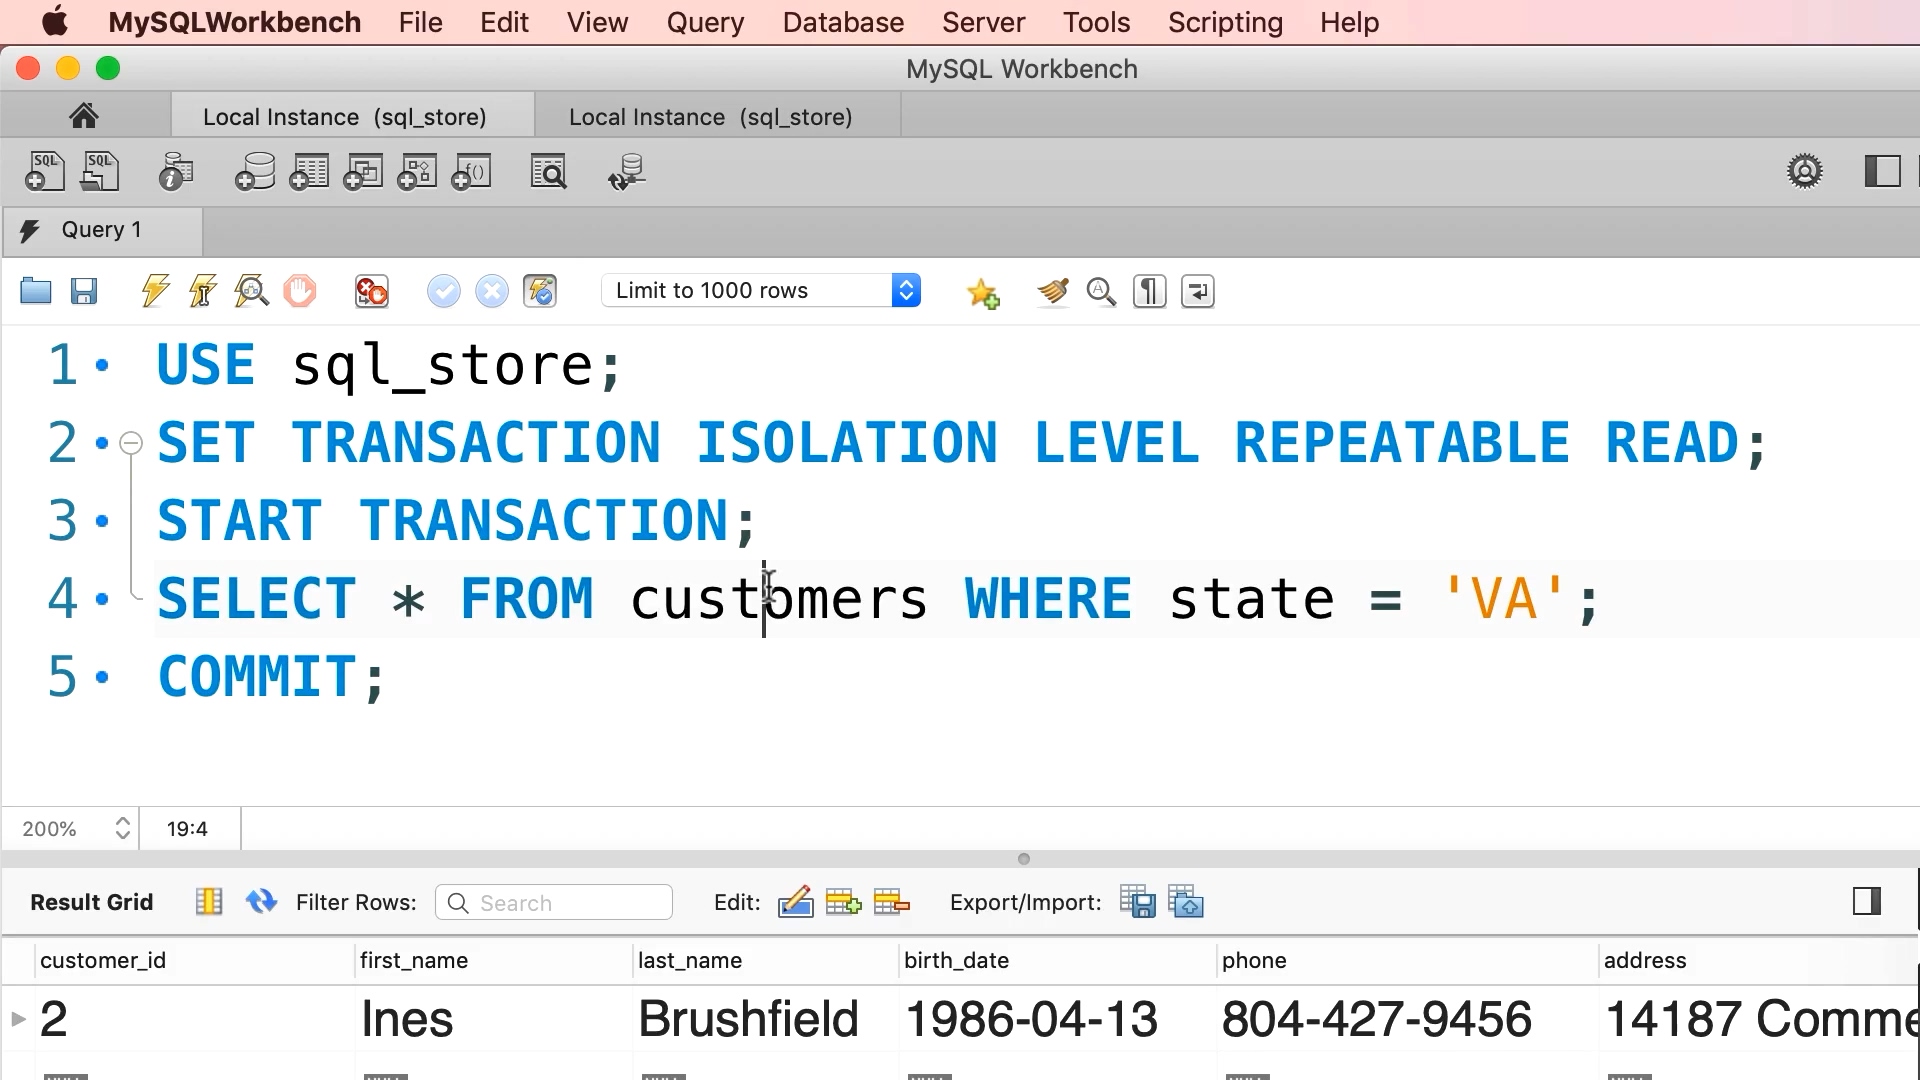 MySQLWorkbench File Edit View Query Database Server Tools Scripting Help
MySQL Workbench
Local Instance (sql_store) Local Instance (sql_store)
SQL SQL
Query 1
Limit to 1000 rows
1 USE sql_store;
2 SET TRANSACTION ISOLATION LEVEL REPEATABLE READ;
3 START TRANSACTION;
4 SELECT * FROM customers WHERE state = 'VA';
5 COMMIT;
200% 19:4
Result Grid Filter Rows: Search Edit: Export/Import:
customer_id first_name last_name birth_date phone address
2 Ines Brushfield 1986-04-13 804-427-9456 14187 Comme